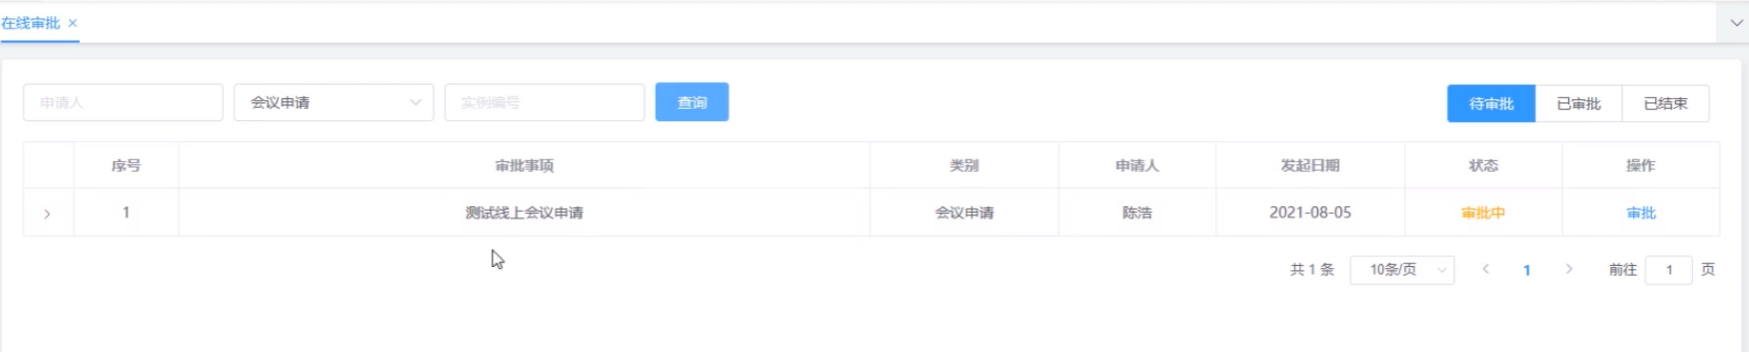 在线审批 ×
申请人 会议申请 实例编号 查询 待审批 已审批 已结束
序号 审批事项 类别 申请人 发起日期 状态 操作
1 测试线上会议申请 会议申请 陈浩 2021-08-05 审批中 审批
共 1 条 10条/页 1 前往 1 页